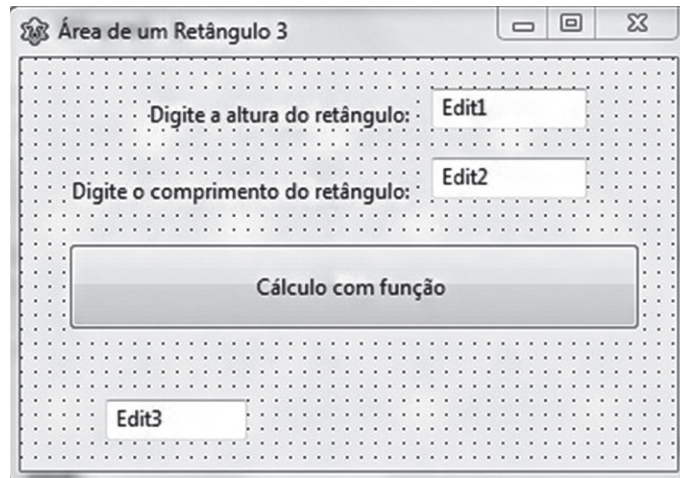 Área de um Retângulo 3
Digite a altura do retângulo: Edit1
Digite o comprimento do retângulo: Edit2
Cálculo com função
Edit3